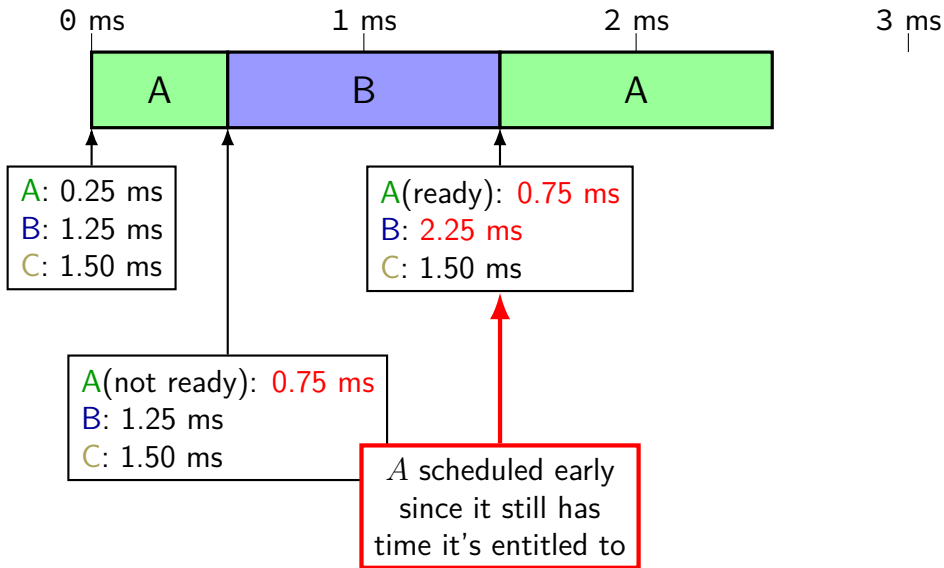 0 ms 1 ms 2 ms 3 ms
A B A
A: 0.25 ms
B: 1.25 ms
C: 1.50 ms
A(ready): 0.75 ms
B: 2.25 ms
C: 1.50 ms
A(not ready): 0.75 ms
B: 1.25 ms
C: 1.50 ms
A scheduled early
since it still has
time it's entitled to